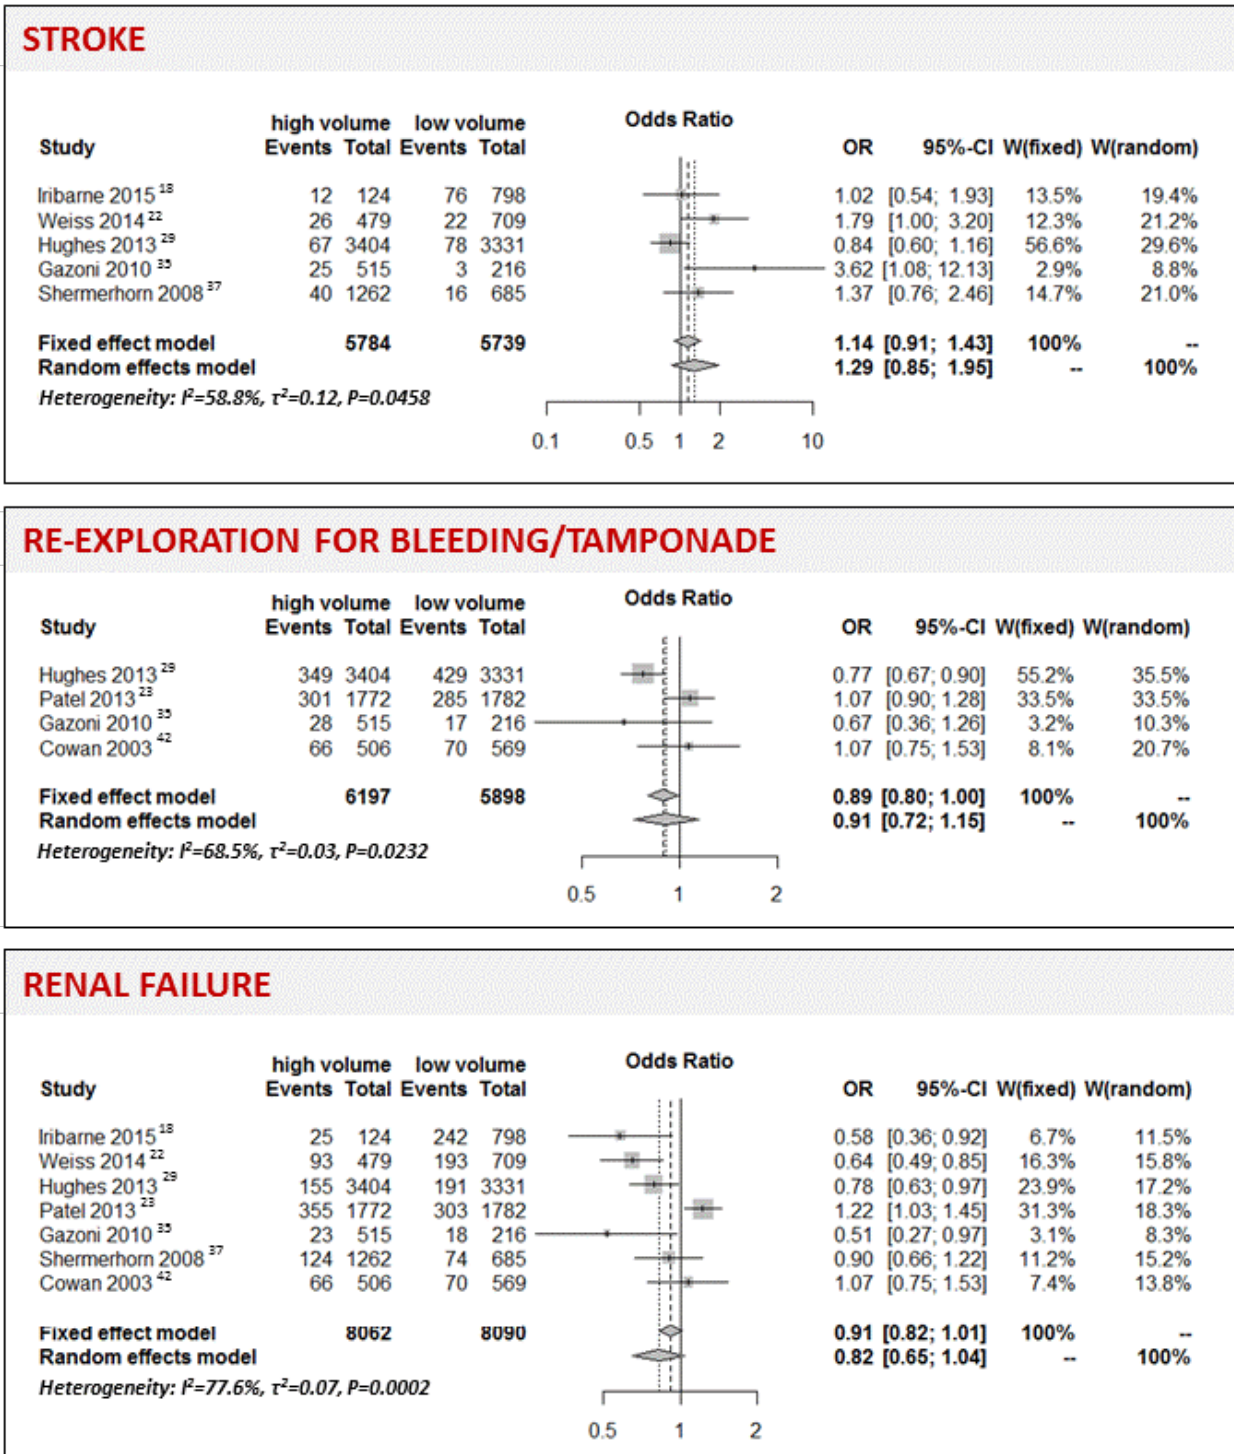 STROKE
high volume low volume Odds Ratio
Study Events Total Events Total OR 95%-CI W(fixed) W(random)
Iribarne 2015 18 12 124 76 798 1.02 [0.54; 1.93] 13.5% 19.4%
Weiss 2014 22 26 479 22 709 1.79 [1.00; 3.20] 12.3% 21.2%
Hughes 2013 29 67 3404 78 3331 0.84 [0.60; 1.16] 56.6% 29.6%
Gazoni 2010 35 25 515 3 216 3.62 [1.08; 12.13] 2.9% 8.8%
Shermerhorn 2008 37 40 1262 16 685 1.37 [0.76; 2.46] 14.7% 21.0%
Fixed effect model 5784 5739 1.14 [0.91; 1.43] 100% --
Random effects model 1.29 [0.85; 1.95] -- 100%
Heterogeneity: I²=58.8%, τ²=0.12, P=0.0458
0.1 0.5 1 2 10
RE-EXPLORATION FOR BLEEDING/TAMPONADE
high volume low volume Odds Ratio
Study Events Total Events Total OR 95%-CI W(fixed) W(random)
Hughes 2013 29 349 3404 429 3331 0.77 [0.67; 0.90] 55.2% 35.5%
Patel 2013 23 301 1772 285 1782 1.07 [0.90; 1.28] 33.5% 33.5%
Gazoni 2010 35 28 515 17 216 0.67 [0.36; 1.26] 3.2% 10.3%
Cowan 2003 42 66 506 70 569 1.07 [0.75; 1.53] 8.1% 20.7%
Fixed effect model 6197 5898 0.89 [0.80; 1.00] 100% --
Random effects model 0.91 [0.72; 1.15] -- 100%
Heterogeneity: I²=68.5%, τ²=0.03, P=0.0232
0.5 1 2
RENAL FAILURE
high volume low volume Odds Ratio
Study Events Total Events Total OR 95%-CI W(fixed) W(random)
Iribarne 2015 18 25 124 242 798 0.58 [0.36; 0.92] 6.7% 11.5%
Weiss 2014 22 93 479 193 709 0.64 [0.49; 0.85] 16.3% 15.8%
Hughes 2013 29 155 3404 191 3331 0.78 [0.63; 0.97] 23.9% 17.2%
Patel 2013 23 355 1772 303 1782 1.22 [1.03; 1.45] 31.3% 18.3%
Gazoni 2010 35 23 515 18 216 0.51 [0.27; 0.97] 3.1% 8.3%
Shermerhorn 2008 37 124 1262 74 685 0.90 [0.66; 1.22] 11.2% 15.2%
Cowan 2003 42 66 506 70 569 1.07 [0.75; 1.53] 7.4% 13.8%
Fixed effect model 8062 8090 0.91 [0.82; 1.01] 100% --
Random effects model 0.82 [0.65; 1.04] -- 100%
Heterogeneity: I²=77.6%, τ²=0.07, P=0.0002
0.5 1 2